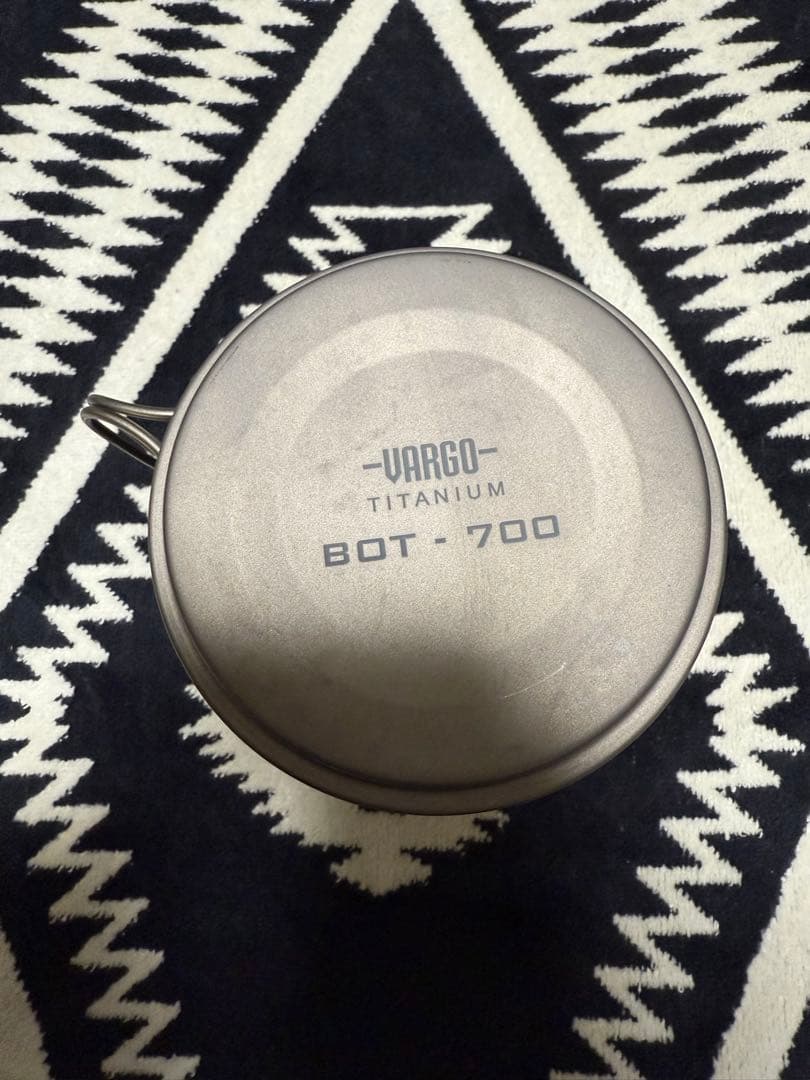 -VARGO-
TITANIUM
BOT - 700